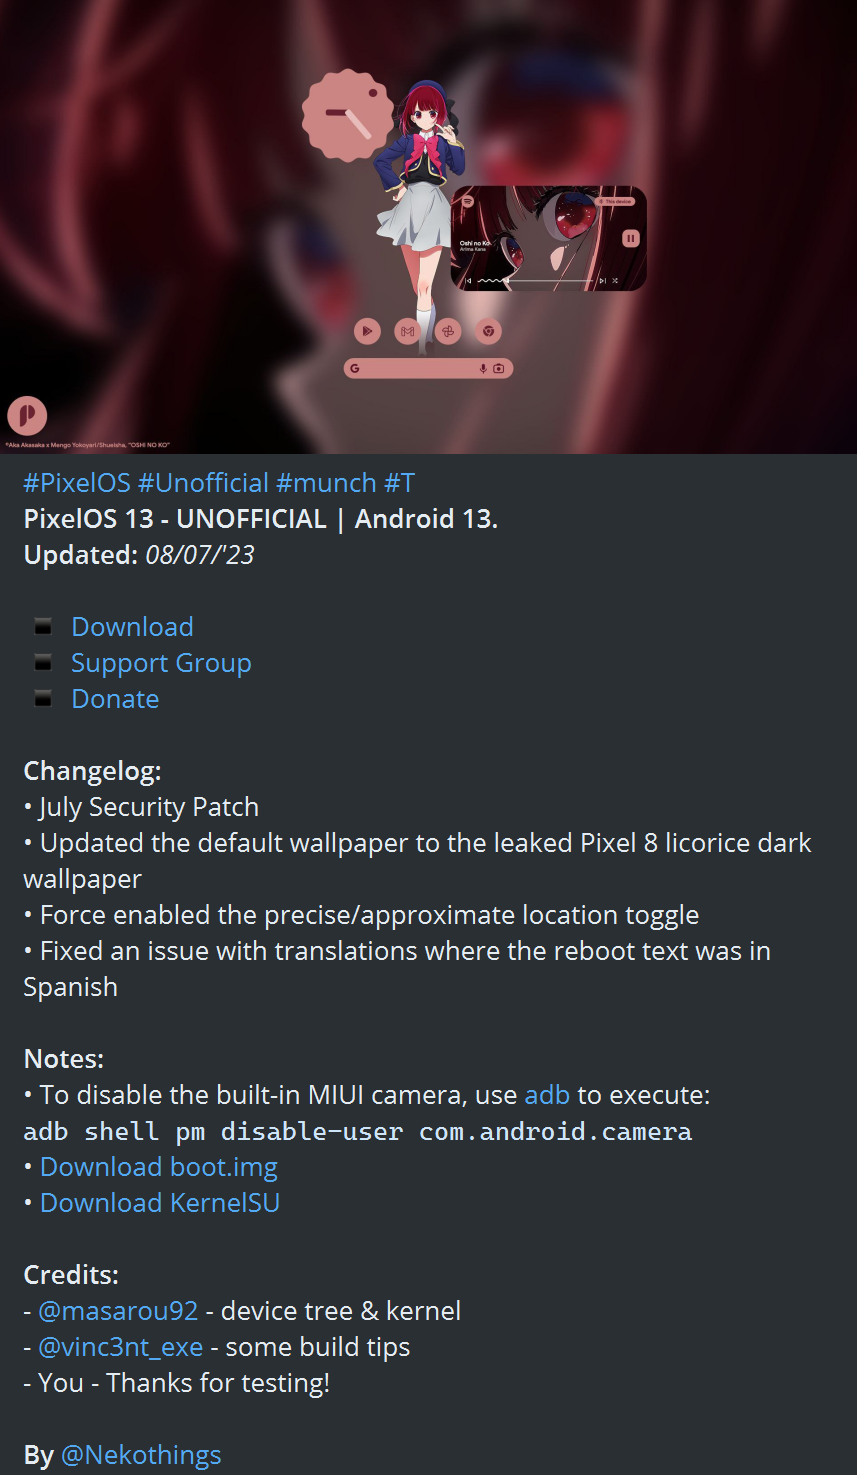 This device
Oshi no Ko
Arima Kana
G
©Aka Akasaka x Mengo Yokoyari/Shueisha, "OSHI NO KO"
#PixelOS #Unofficial #munch #T
PixelOS 13 - UNOFFICIAL | Android 13.
Updated: 08/07/'23
Download
Support Group
Donate
Changelog:
• July Security Patch
• Updated the default wallpaper to the leaked Pixel 8 licorice dark
wallpaper
• Force enabled the precise/approximate location toggle
• Fixed an issue with translations where the reboot text was in
Spanish
Notes:
• To disable the built-in MIUI camera, use adb to execute:
adb shell pm disable-user com.android.camera
• Download boot.img
• Download KernelSU
Credits:
- @masarou92 - device tree & kernel
- @vinc3nt_exe - some build tips
- You - Thanks for testing!
By @Nekothings